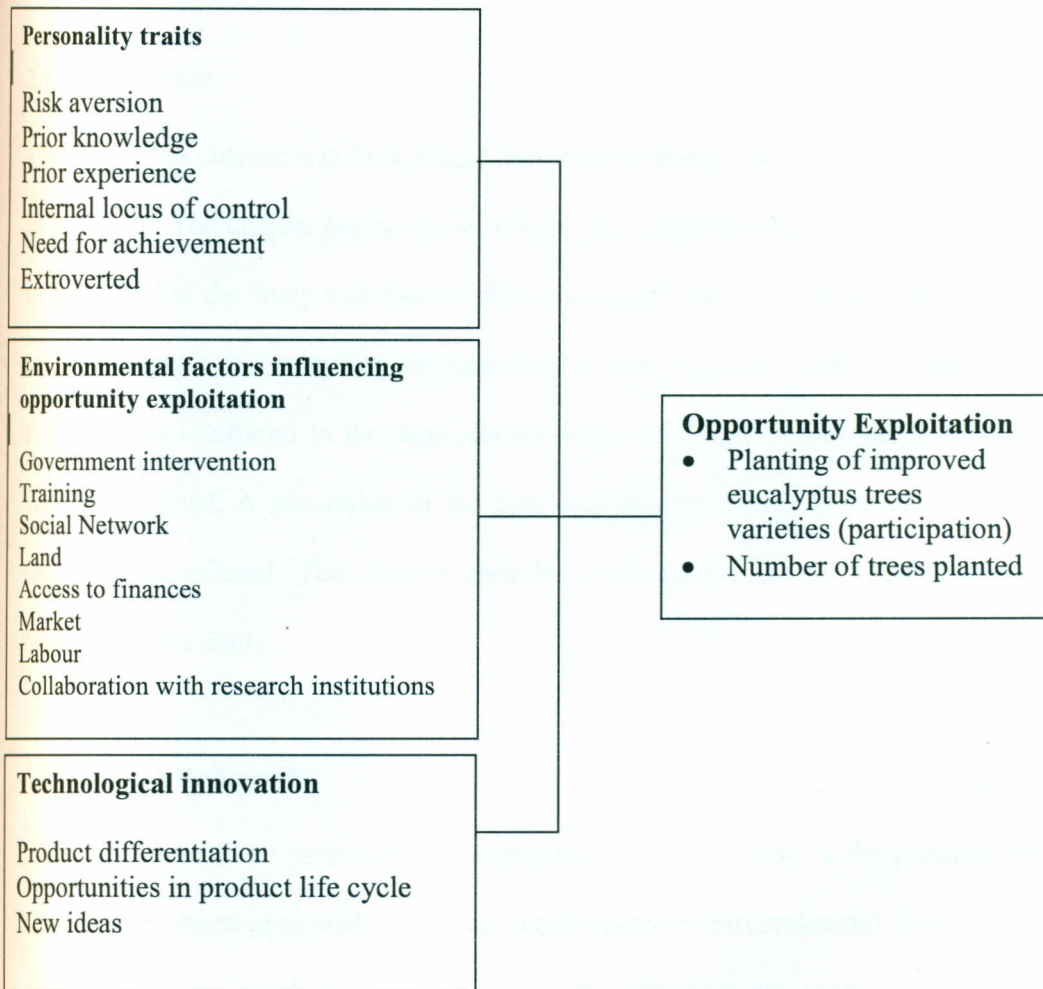 Personality traits
Risk aversion
Prior knowledge
Prior experience
Internal locus of control
Need for achievement
Extroverted
Environmental factors influencing
opportunity exploitation
Government intervention
Training
Social Network
Land
Access to finances
Market
Labour
Collaboration with research institutions
Technological innovation
Product differentiation
Opportunities in product life cycle
New ideas
Opportunity Exploitation
• Planting of improved
eucalyptus trees
varieties (participation)
• Number of trees planted